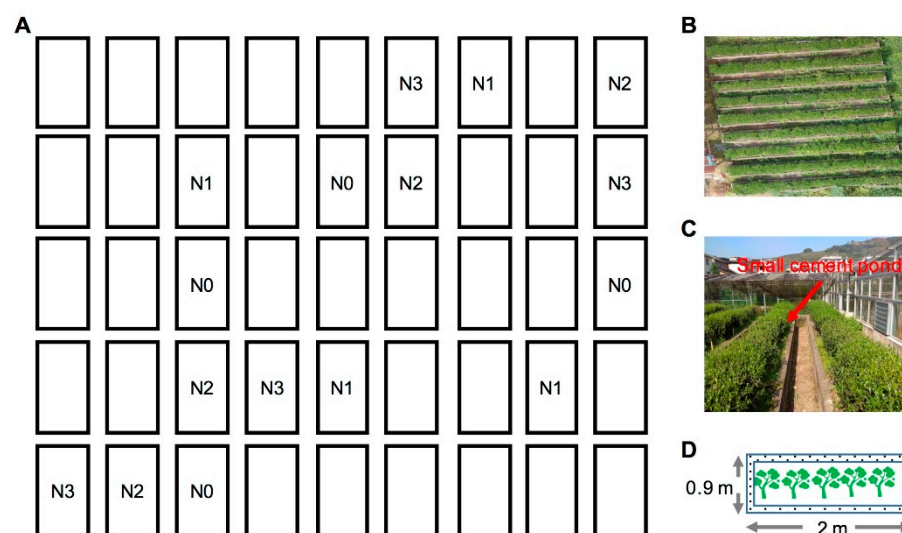 A
B
N3 N1 N2
N1 N0 N2 N3
C
Small cement pond
N0 N0
N2 N3 N1 N1
D
0.9 m
N3 N2 N0
2 m